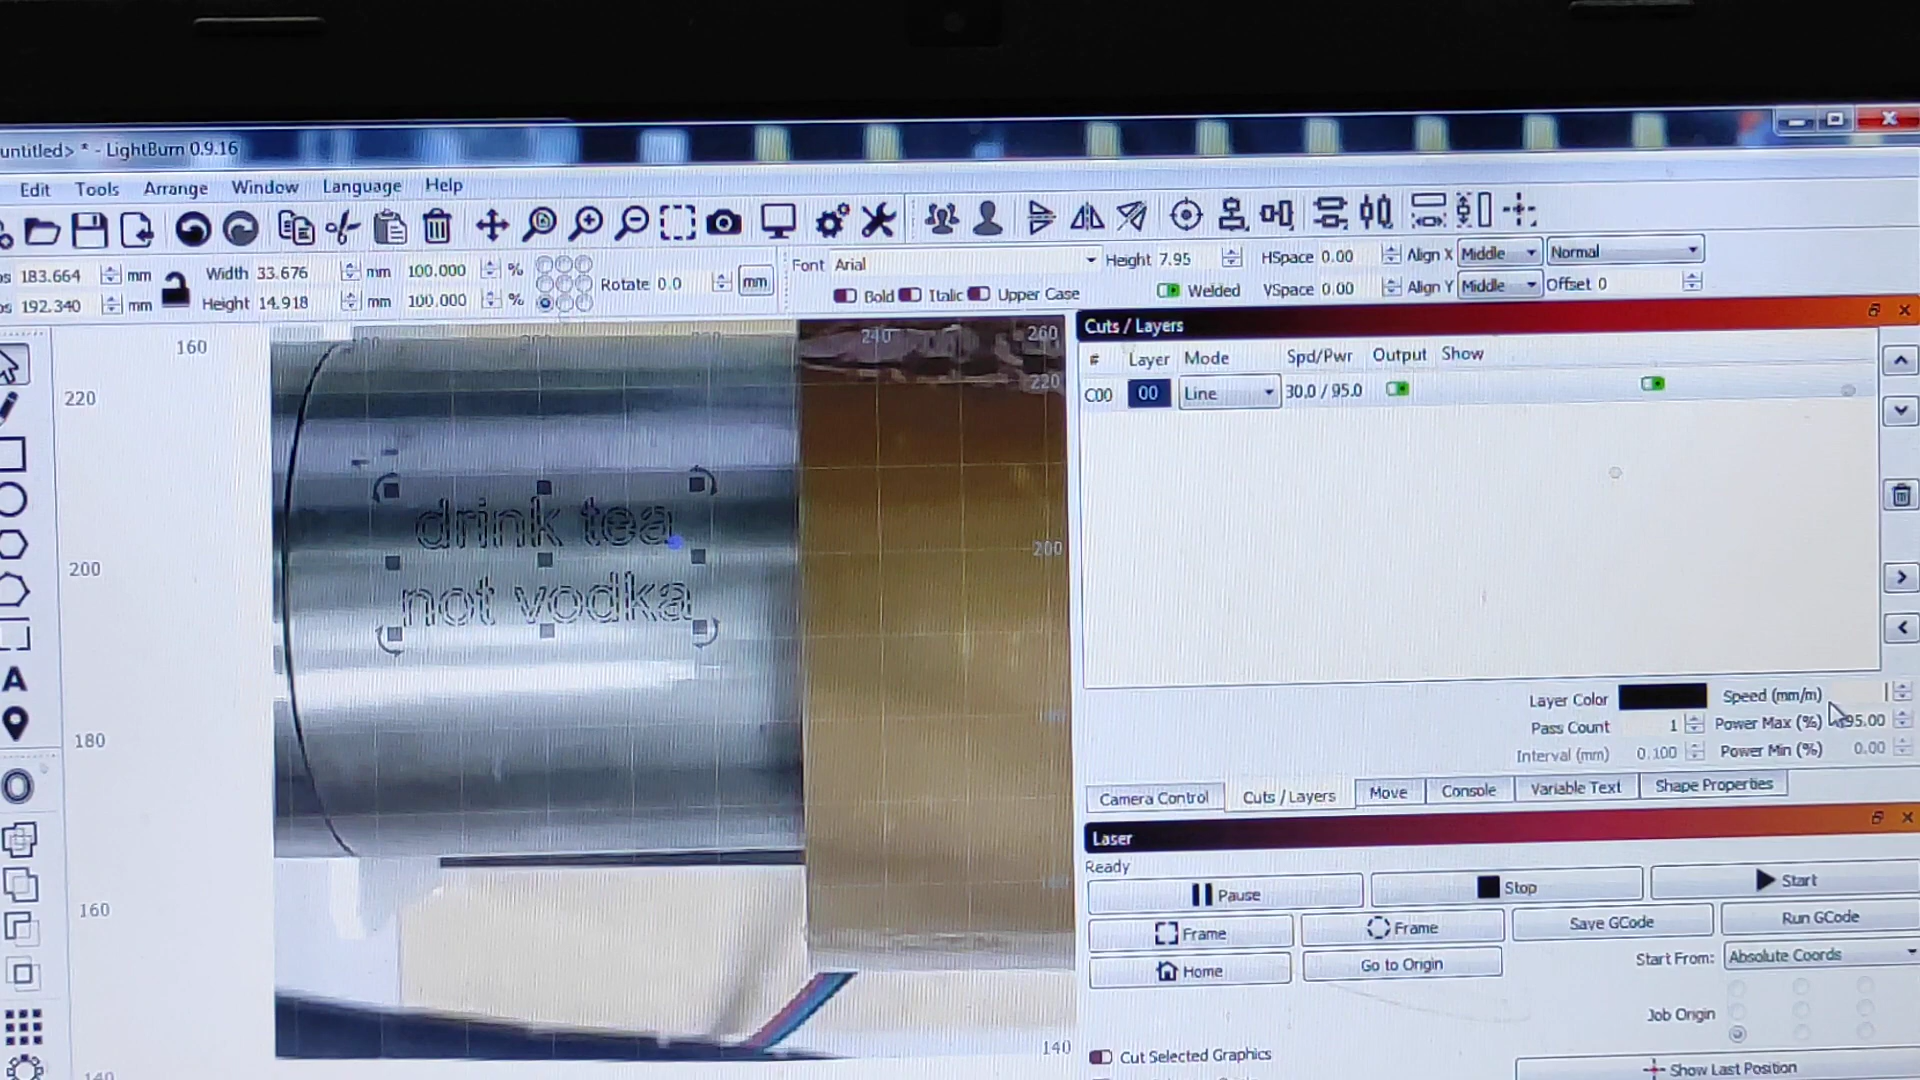 untitled> * - LightBurn 0.9.16
Edit Tools Arrange Window Language Help
183.664 mm Width 33.676 mm 100.000 % Rotate 0.0 mm Font Arial Height 7.95 HSpace 0.00 Align X Middle Normal
192.340 mm Height 14.918 mm 100.000 % Bold Italic Upper Case Welded VSpace 0.00 Align Y Middle Offset 0
160 240 260
220 220
200 200
180
160
140
140
drink tea
not vodka
A
Cuts / Layers
# Layer Mode Spd/Pwr Output Show
C00 00 Line 30.0 / 95.0
Layer Color Speed (mm/m)
Pass Count 1 Power Max (%) 95.00
Interval (mm) 0.100 Power Min (%) 0.00
Camera Control Cuts / Layers Move Console Variable Text Shape Properties
Laser
Ready
Pause Stop Start
Frame Frame Save GCode Run GCode
Home Go to Origin Start From: Absolute Coords
Job Origin
Cut Selected Graphics
Show Last Position